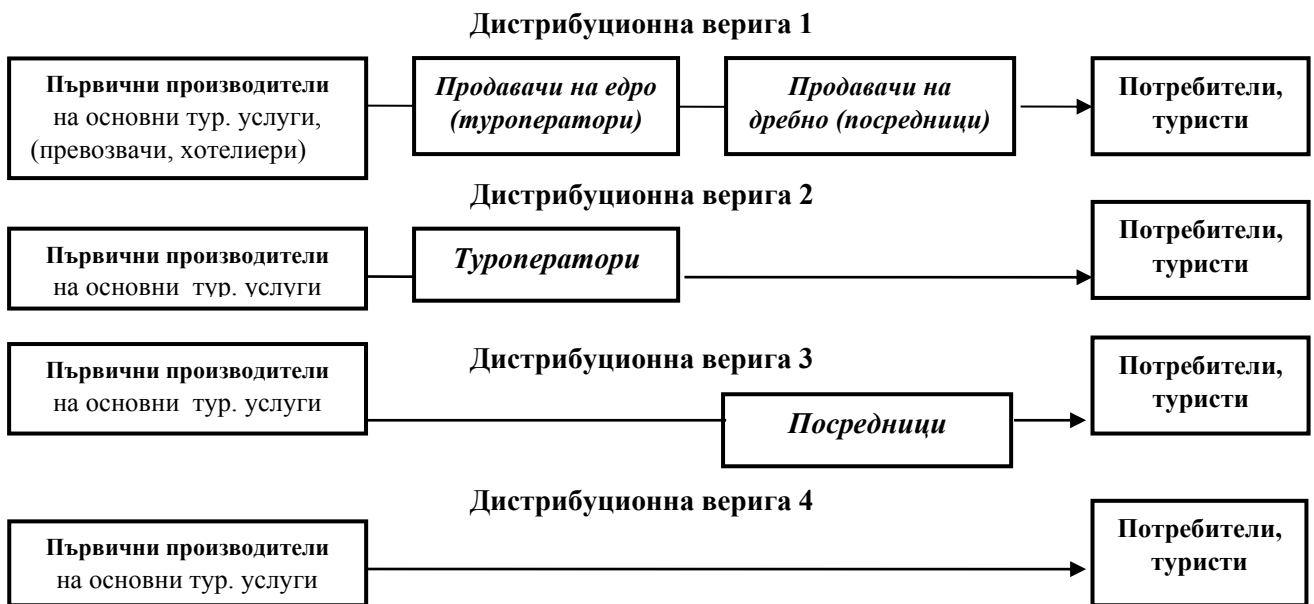 Дистрибуционна верига 1
Първични производители
на основни тур. услуги,
(превозвачи, хотелиери)
Продавачи на едро
(туроператори)
Продавачи на
дребно (посредници)
Потребители,
туристи
Дистрибуционна верига 2
Първични производители
на основни тур. услуги
Туроператори
Потребители,
туристи
Дистрибуционна верига 3
Първични производители
на основни тур. услуги
Посредници
Потребители,
туристи
Дистрибуционна верига 4
Първични производители
на основни тур. услуги
Потребители,
туристи